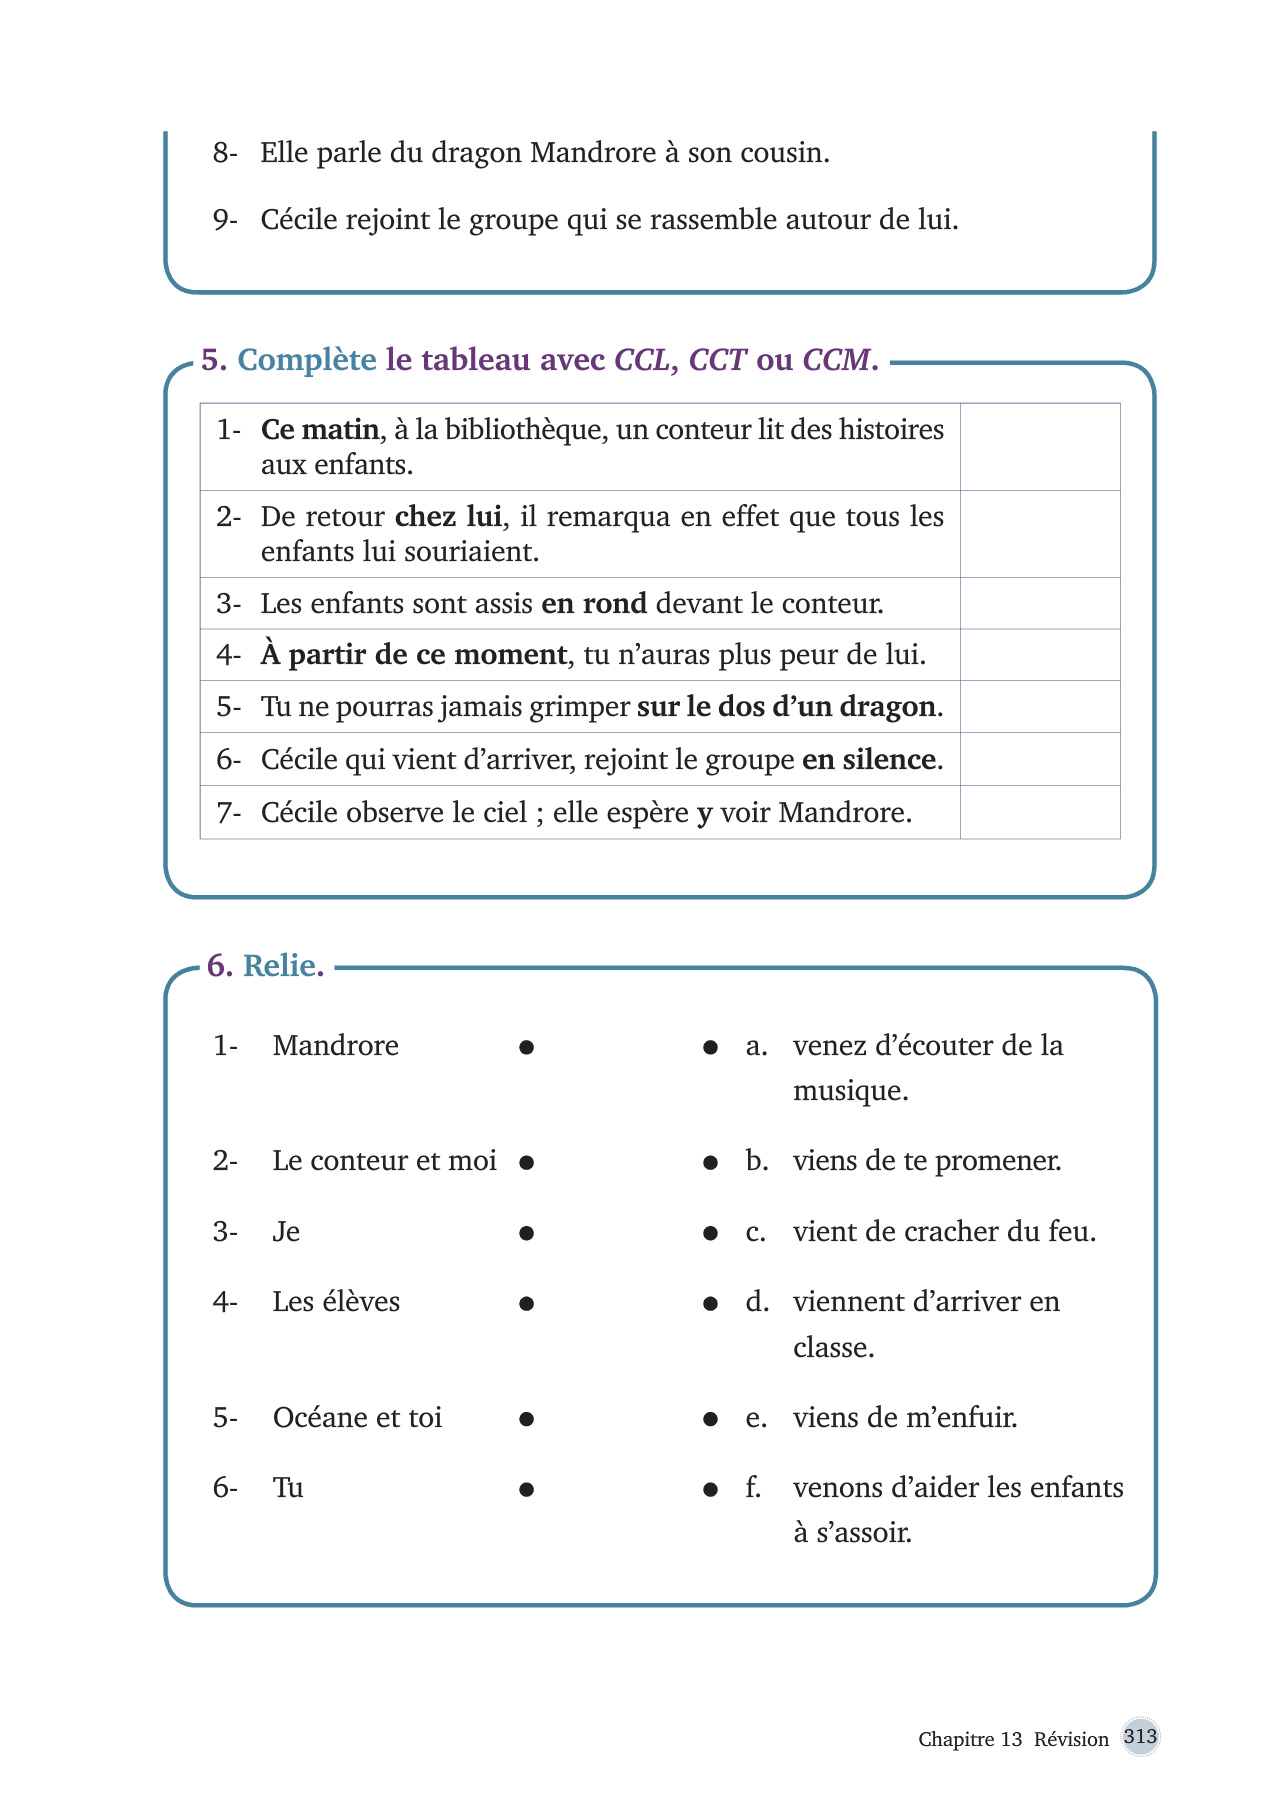 8- Elle parle du dragon Mandrore à son cousin.
9- Cécile rejoint le groupe qui se rassemble autour de lui.
5. Complète le tableau avec CCL, CCT ou CCM.
1- Ce matin, à la bibliothèque, un conteur lit des histoires
aux enfants.
2- De retour chez lui, il remarqua en effet que tous les
enfants lui souriaient.
3- Les enfants sont assis en rond devant le conteur.
4- À partir de ce moment, tu n’auras plus peur de lui.
5- Tu ne pourras jamais grimper sur le dos d’un dragon.
6- Cécile qui vient d’arriver, rejoint le groupe en silence.
7- Cécile observe le ciel ; elle espère y voir Mandrore.
6. Relie.
1- Mandrore ● ● a. venez d’écouter de la
musique.
2- Le conteur et moi ● ● b. viens de te promener.
3- Je ● ● c. vient de cracher du feu.
4- Les élèves ● ● d. viennent d’arriver en
classe.
5- Océane et toi ● ● e. viens de m’enfuir.
6- Tu ● ● f. venons d’aider les enfants
à s’assoir.
Chapitre 13 Révision 313